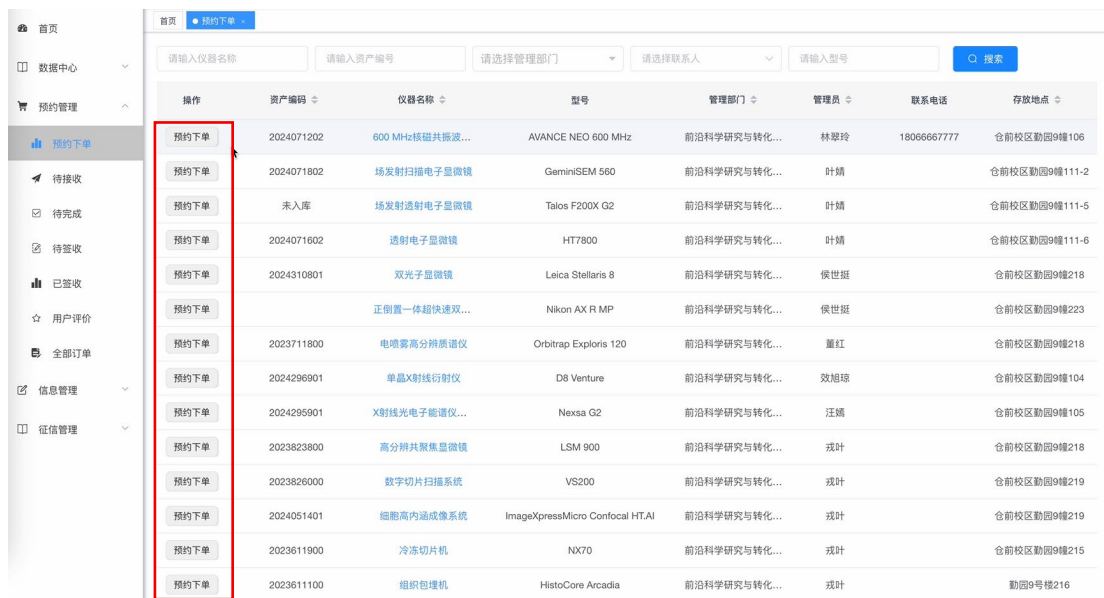 首页
数据中心
预约管理
预约下单
待接收
待完成
待签收
已签收
用户评价
全部订单
信息管理
征信管理
首页 预约下单 ×
请输入仪器名称 请输入资产编号 请选择管理部门 请选择联系人 请输入型号 搜索
操作 资产编码 仪器名称 型号 管理部门 管理员 联系电话 存放地点
预约下单 2024071202 600 MHz核磁共振波... AVANCE NEO 600 MHz 前沿科学研究与转化... 林翠玲 18066667777 仓前校区勤园9幢106
预约下单 2024071802 场发射扫描电子显微镜 GeminiSEM 560 前沿科学研究与转化... 叶婧 仓前校区勤园9幢111-2
预约下单 未入库 场发射透射电子显微镜 Talos F200X G2 前沿科学研究与转化... 叶婧 仓前校区勤园9幢111-5
预约下单 2024071602 透射电子显微镜 HT7800 前沿科学研究与转化... 叶婧 仓前校区勤园9幢111-6
预约下单 2024310801 双光子显微镜 Leica Stellaris 8 前沿科学研究与转化... 侯世挺 仓前校区勤园9幢218
预约下单 正倒置一体超快速双... Nikon AX R MP 前沿科学研究与转化... 侯世挺 仓前校区勤园9幢223
预约下单 2023711800 电喷雾高分辨质谱仪 Orbitrap Exploris 120 前沿科学研究与转化... 董红 仓前校区勤园9幢218
预约下单 2024296901 单晶X射线衍射仪 D8 Venture 前沿科学研究与转化... 效旭琼 仓前校区勤园9幢104
预约下单 2024295901 X射线光电子能谱仪... Nexsa G2 前沿科学研究与转化... 汪嫣 仓前校区勤园9幢105
预约下单 2023823800 高分辨共聚焦显微镜 LSM 900 前沿科学研究与转化... 戎叶 仓前校区勤园9幢218
预约下单 2023826000 数字切片扫描系统 VS200 前沿科学研究与转化... 戎叶 仓前校区勤园9幢219
预约下单 2024051401 细胞高内涵成像系统 ImageXpressMicro Confocal HT.AI 前沿科学研究与转化... 戎叶 仓前校区勤园9幢219
预约下单 2023611900 冷冻切片机 NX70 前沿科学研究与转化... 戎叶 仓前校区勤园9幢215
预约下单 2023611100 组织包埋机 HistoCore Arcadia 前沿科学研究与转化... 戎叶 勤园9号楼216